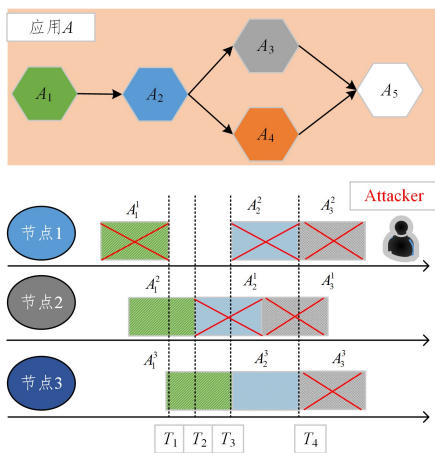 应用A
A₃
A₁
A₂
A₅
A₄
Attacker
A₁¹
A₂²
A₃²
节点1
A₁²
A₂¹
A₃¹
节点2
A₁³
A₂³
A₃³
节点3
T₁
T₂
T₃
T₄